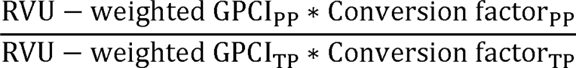 RVU − weighted GPCI_PP * Conversion factor_PP
RVU − weighted GPCI_TP * Conversion factor_TP